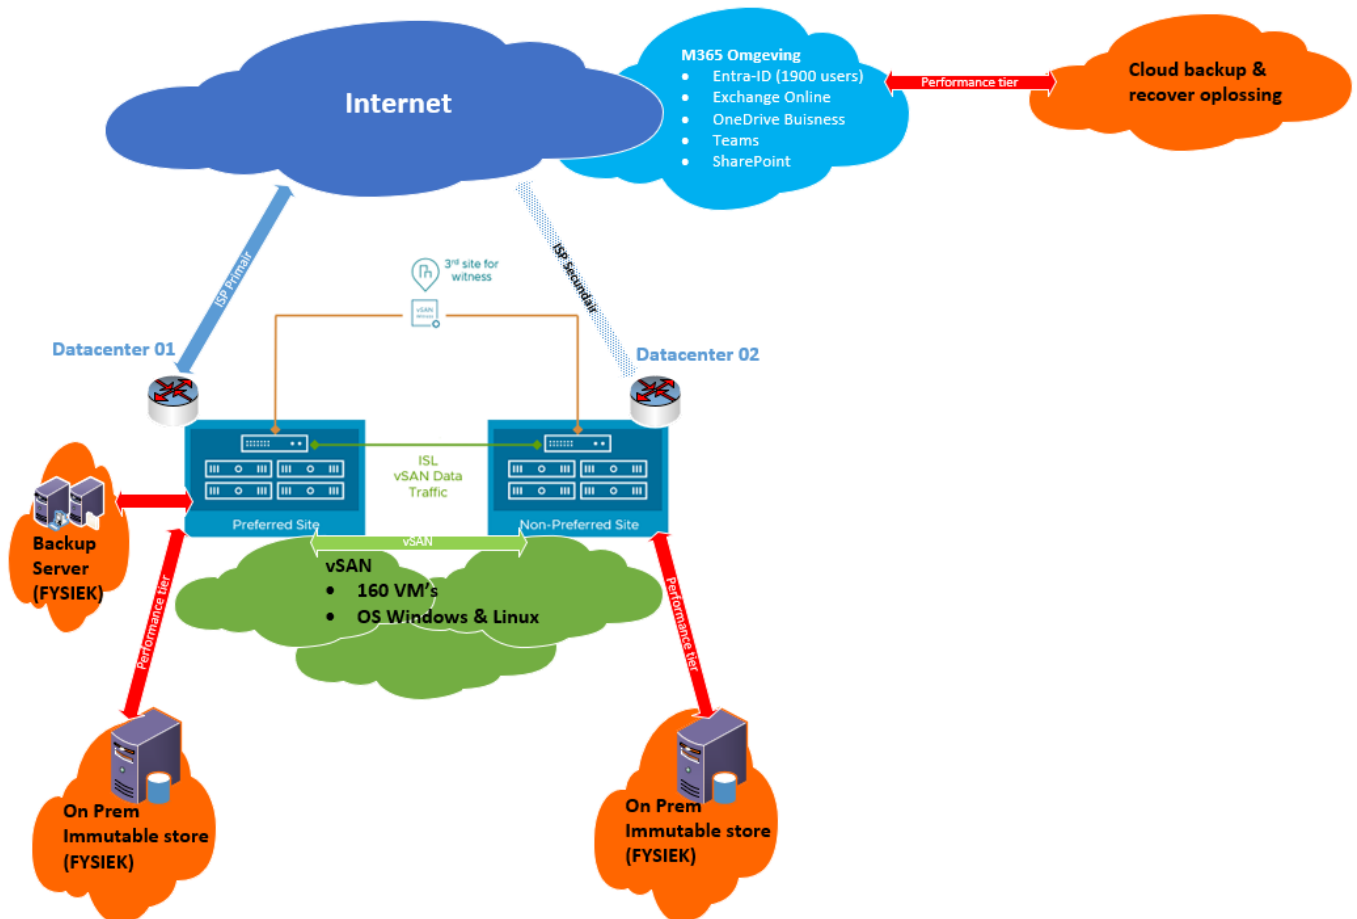 Internet
M365 Omgeving
• Entra-ID (1900 users)
• Exchange Online
• OneDrive Buisness
• Teams
• SharePoint
Performance tier
Cloud backup &
recover oplossing
ISP Primair
ISP Secundair
3rd site for
witness
vSAN
Datacenter 01
Datacenter 02
ISL
vSAN Data
Traffic
Preferred Site
Non-Preferred Site
vSAN
Backup
Server
(FYSIEK)
vSAN
• 160 VM's
• OS Windows & Linux
Performance tier
Performance tier
On Prem
Immutable store
(FYSIEK)
On Prem
Immutable store
(FYSIEK)